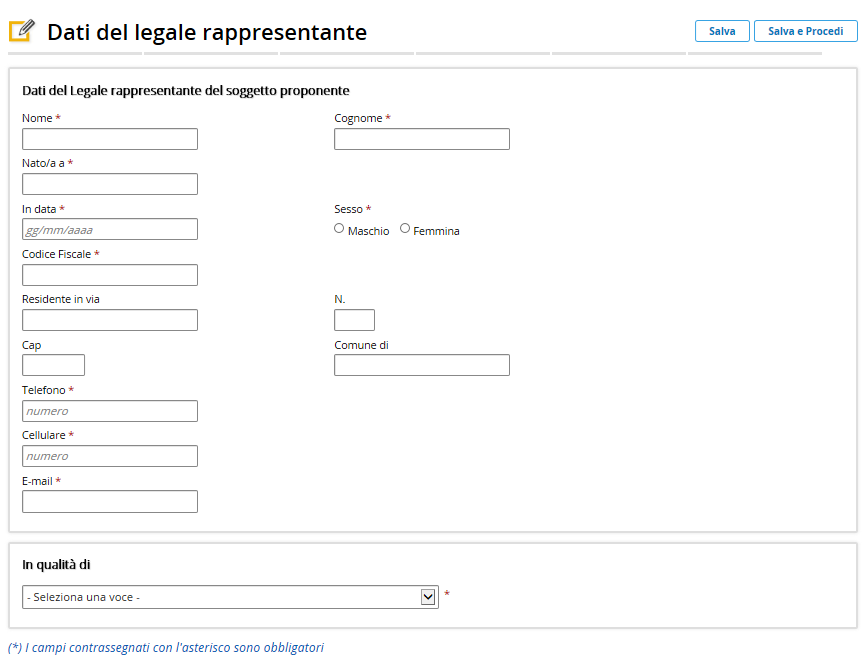 Dati del legale rappresentante
Salva
Salva e Procedi
Dati del Legale rappresentante del soggetto proponente
Nome *
Cognome *
Nato/a a *
In data *
Sesso *
gg/mm/aaaa
Maschio
Femmina
Codice Fiscale *
Residente in via
N.
Cap
Comune di
Telefono *
numero
Cellulare *
numero
E-mail *
In qualità di
- Seleziona una voce -
*
(*) I campi contrassegnati con l'asterisco sono obbligatori